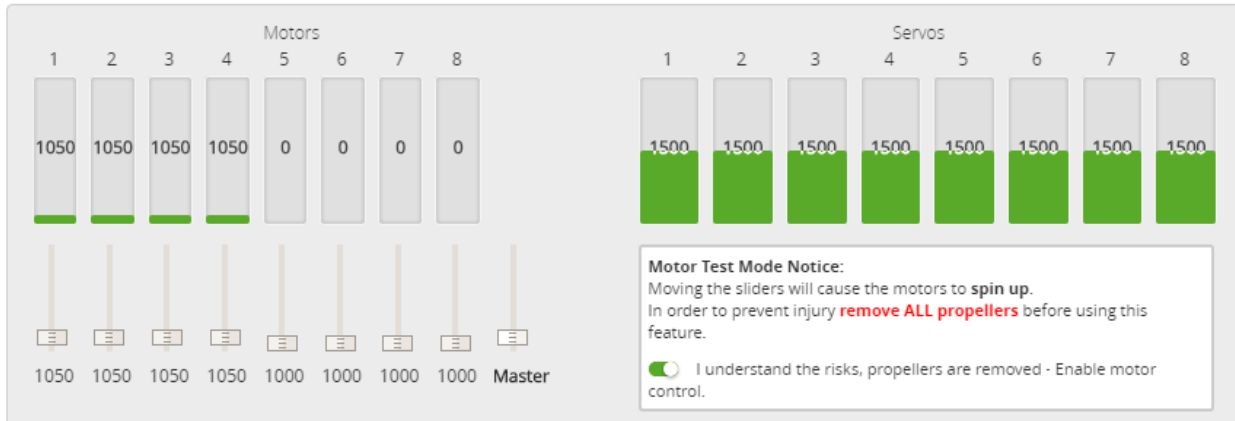 Motors
1 2 3 4 5 6 7 8
1050 1050 1050 1050 0 0 0 0
1050 1050 1050 1050 1000 1000 1000 1000 Master
Servos
1 2 3 4 5 6 7 8
1500 1500 1500 1500 1500 1500 1500 1500
Motor Test Mode Notice:
Moving the sliders will cause the motors to spin up.
In order to prevent injury remove ALL propellers before using this
feature.
I understand the risks, propellers are removed - Enable motor
control.